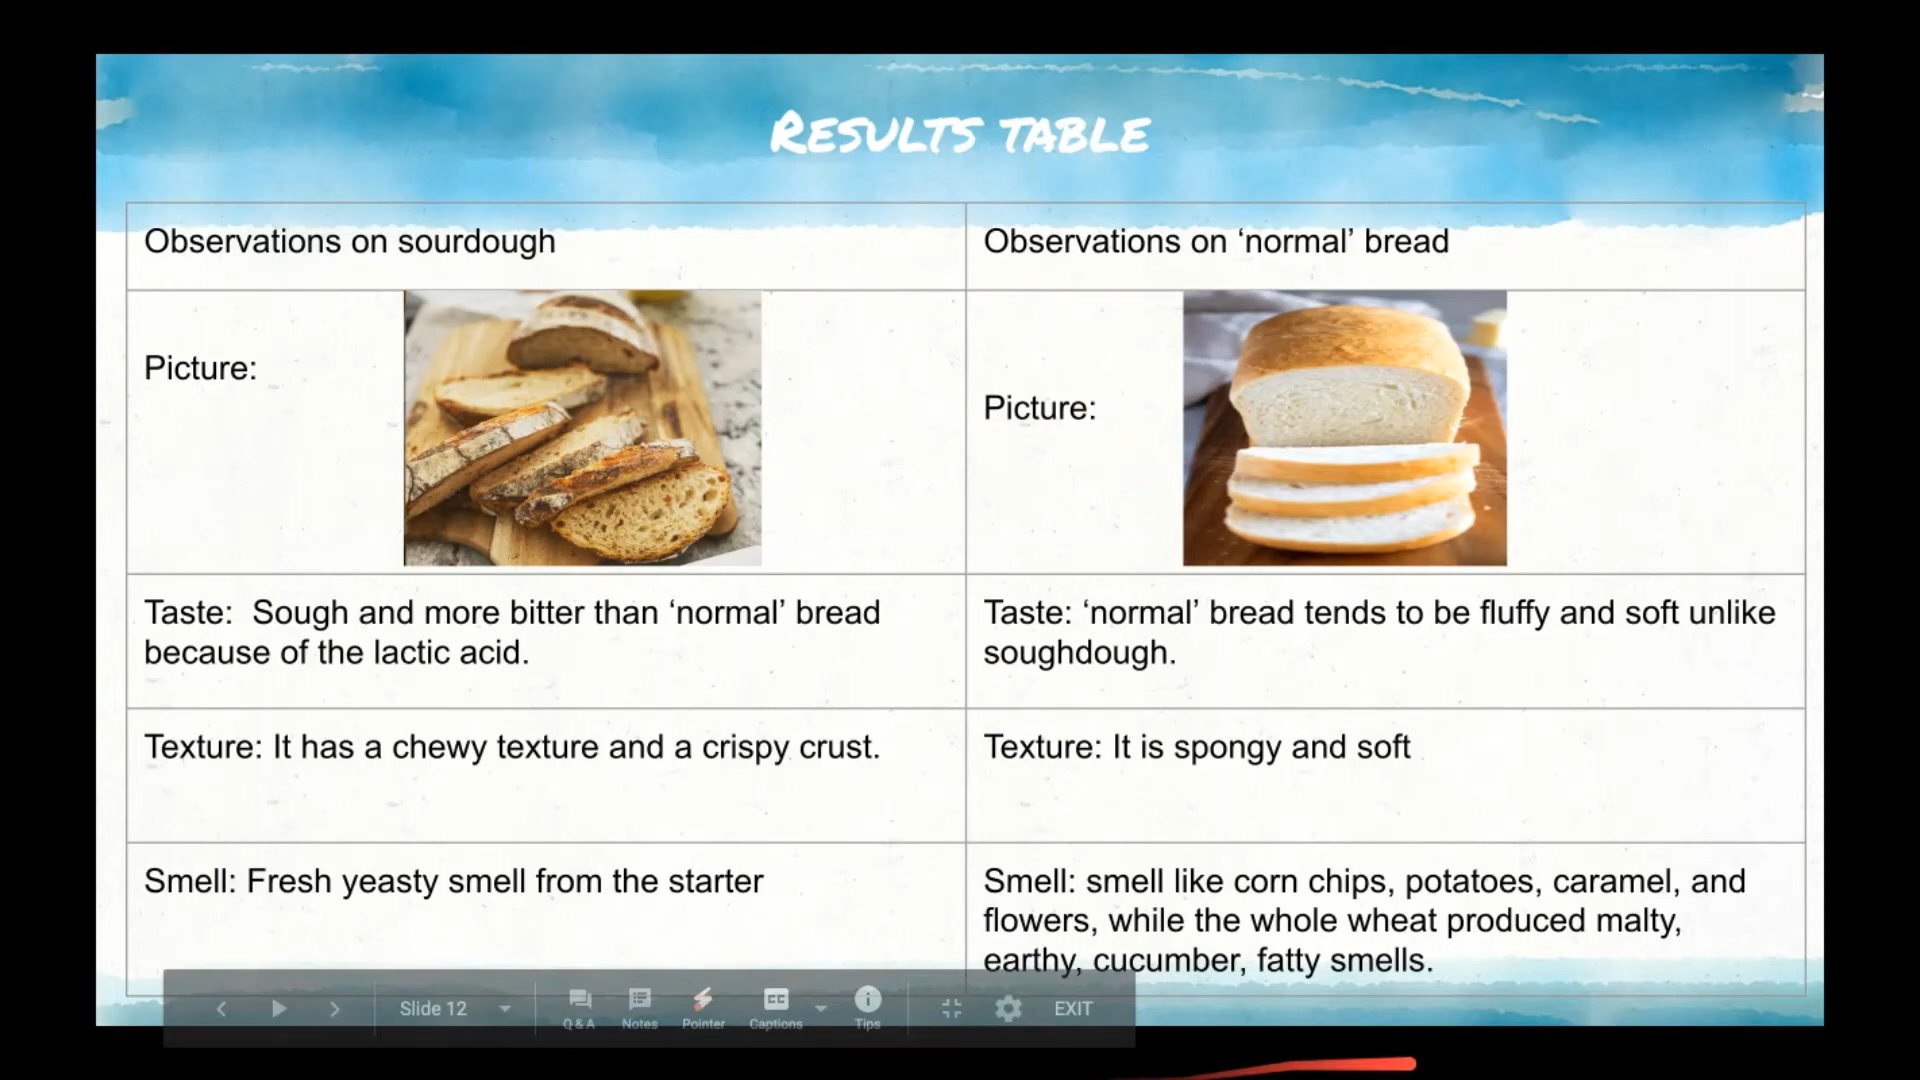 RESULTS TABLE
Observations on sourdough
Observations on ‘normal’ bread
Picture:
Picture:
Taste:  Sough and more bitter than ‘normal’ bread
because of the lactic acid.
Taste: ‘normal’ bread tends to be fluffy and soft unlike
soughdough.
Texture: It has a chewy texture and a crispy crust.
Texture: It is spongy and soft
Smell: Fresh yeasty smell from the starter
Smell: smell like corn chips, potatoes, caramel, and
flowers, while the whole wheat produced malty,
earthy, cucumber, fatty smells.
Slide 12
Q & A
Notes
Pointer
CC
Captions
Tips
EXIT